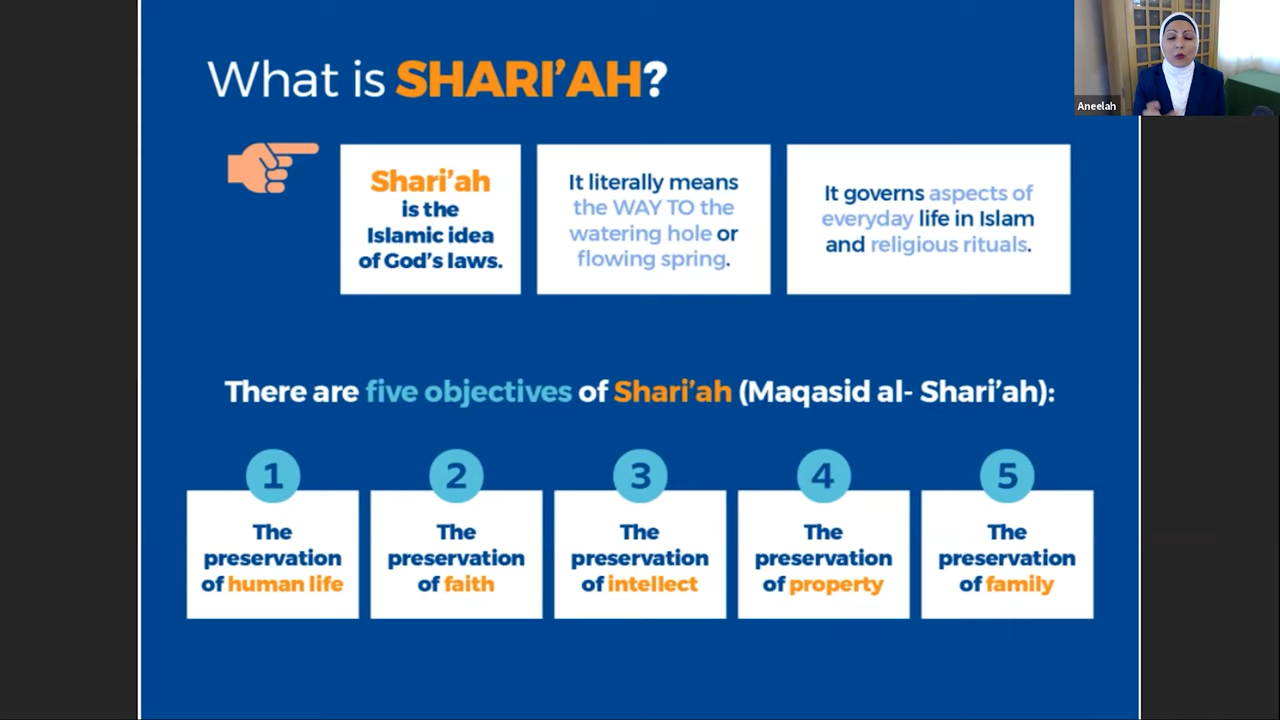 What is SHARI'AH?
Aneelah
Shari'ah
is the
Islamic idea
of God's laws.
It literally means
the WAY TO the
watering hole or
flowing spring.
It governs aspects of
everyday life in Islam
and religious rituals.
There are five objectives of Shari'ah (Maqasid al- Shari'ah):
1
The
preservation
of human life
2
The
preservation
of faith
3
The
preservation
of intellect
4
The
preservation
of property
5
The
preservation
of family